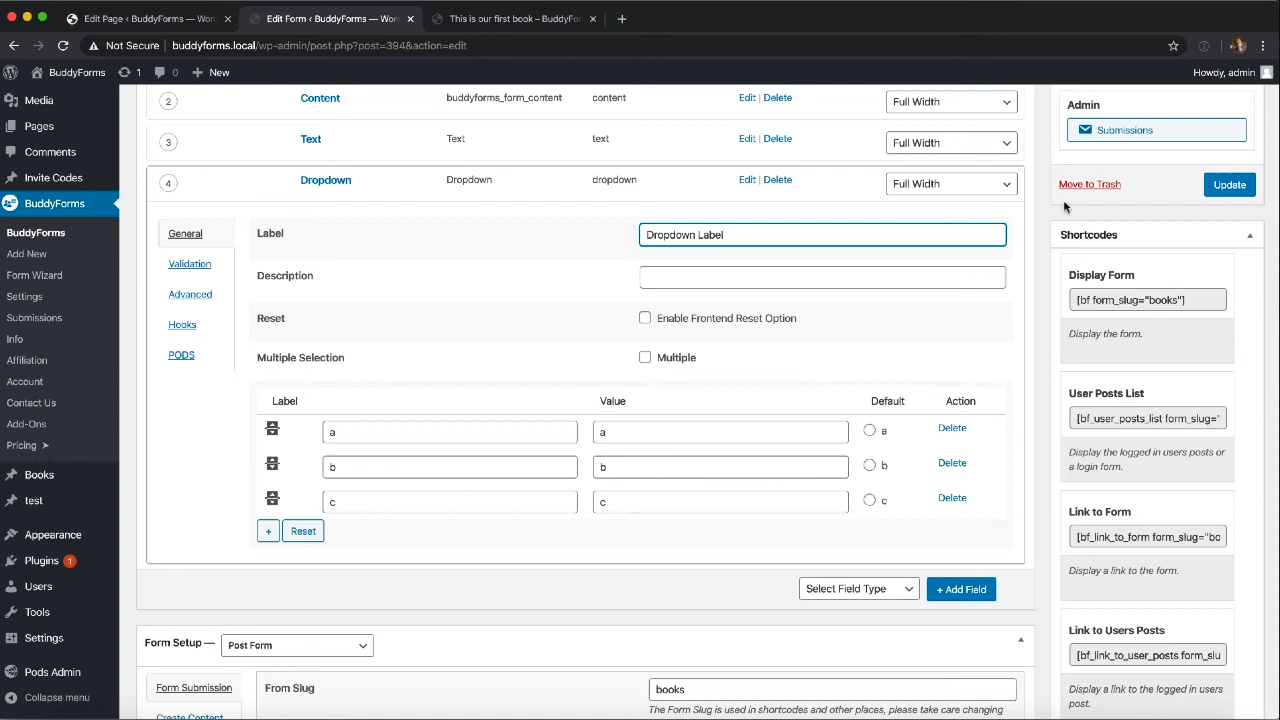 Edit Page ‹ BuddyForms — Wor
Edit Form ‹ BuddyForms — Wor
This is our first book – BuddyFor
Not Secure
buddyforms.local/wp-admin/post.php?post=394&action=edit
BuddyForms
1
0
New
Howdy, admin
Media
Pages
Comments
Invite Codes
BuddyForms
BuddyForms
Add New
Form Wizard
Settings
Submissions
Info
Affiliation
Account
Contact Us
Add-Ons
Pricing ➤
Books
test
Appearance
Plugins 1
Users
Tools
Settings
Pods Admin
Collapse menu
2 Content buddyforms_form_content content Edit | Delete Full Width
3 Text Text text Edit | Delete Full Width
4 Dropdown Dropdown dropdown Edit | Delete Full Width
General
Validation
Advanced
Hooks
PODS
Label Dropdown Label
Description
Reset Enable Frontend Reset Option
Multiple Selection Multiple
Label Value Default Action
a a a Delete
b b b Delete
c c c Delete
+ Reset
Select Field Type + Add Field
Form Setup — Post Form
Form Submission
Create Content
From Slug books
The Form Slug is used in shortcodes and other places, please take care changing
Admin
Submissions
Move to Trash Update
Shortcodes
Display Form
[bf form_slug="books"]
Display the form.
User Posts List
[bf_user_posts_list form_slug="
Display the logged in users posts or
a login form.
Link to Form
[bf_link_to_form form_slug="bo
Display a link to the form.
Link to Users Posts
[bf_link_to_user_posts form_slu
Display a link to the logged in users
post.